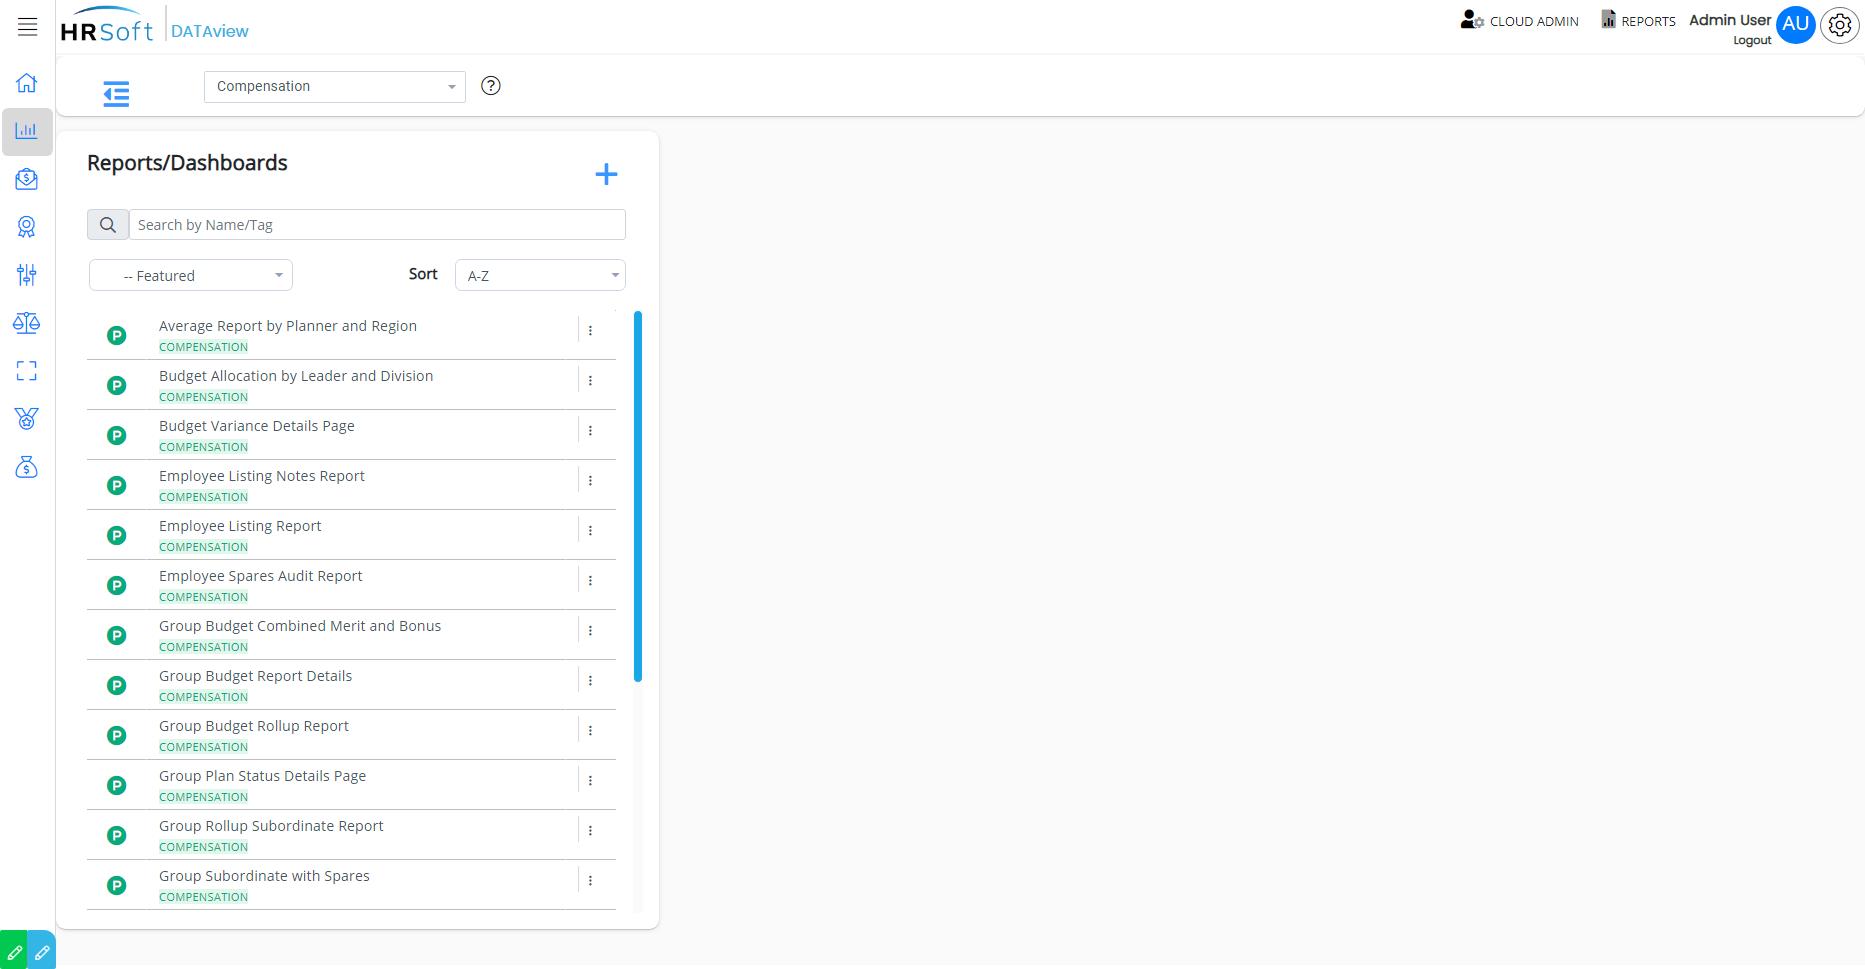 HRSoft
DATAview
CLOUD ADMIN
REPORTS
Admin User
Logout
AU
Compensation
?
Reports/Dashboards
Search by Name/Tag
-- Featured
Sort
A-Z
P
Average Report by Planner and Region
COMPENSATION
P
Budget Allocation by Leader and Division
COMPENSATION
P
Budget Variance Details Page
COMPENSATION
P
Employee Listing Notes Report
COMPENSATION
P
Employee Listing Report
COMPENSATION
P
Employee Spares Audit Report
COMPENSATION
P
Group Budget Combined Merit and Bonus
COMPENSATION
P
Group Budget Report Details
COMPENSATION
P
Group Budget Rollup Report
COMPENSATION
P
Group Plan Status Details Page
COMPENSATION
P
Group Rollup Subordinate Report
COMPENSATION
P
Group Subordinate with Spares
COMPENSATION